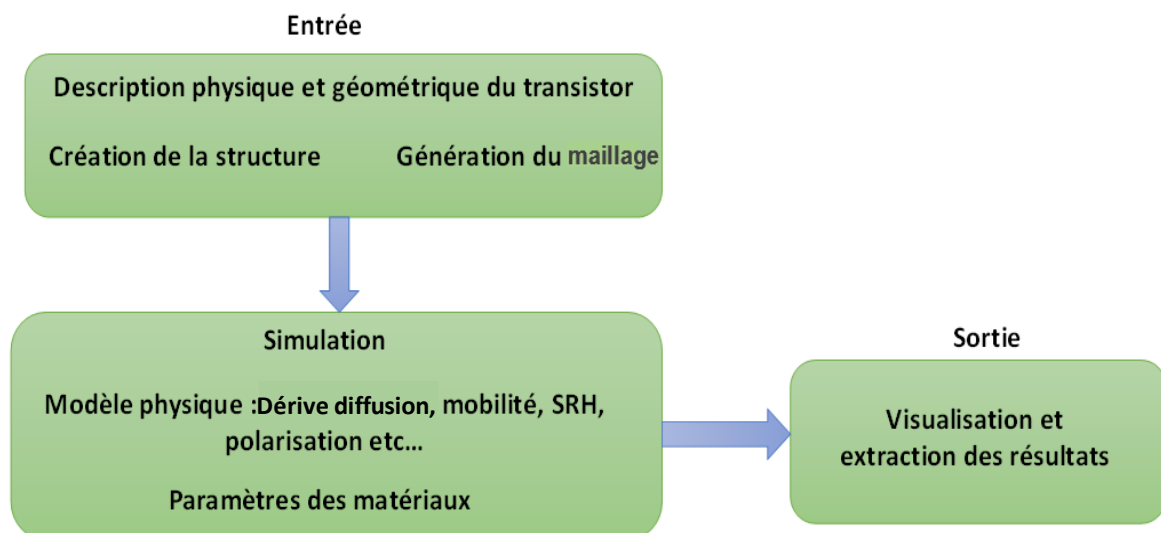 Entrée
Description physique et géométrique du transistor
Création de la structure
Génération du maillage
Simulation
Modèle physique :Dérive diffusion, mobilité, SRH,
polarisation etc...
Paramètres des matériaux
Sortie
Visualisation et
extraction des résultats